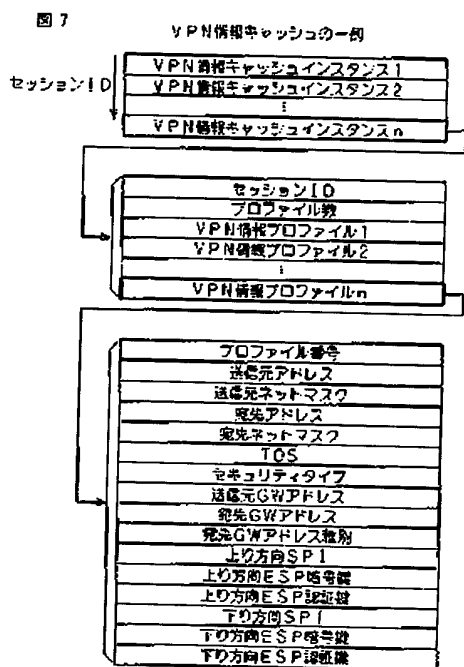 図7
VPN情報キャッシュの一例
セッションID
VPN情報キャッシュインスタンス1
VPN情報キャッシュインスタンス2
⋮
VPN情報キャッシュインスタンスn
セッションID
プロファイル数
VPN情報プロファイル1
VPN情報プロファイル2
⋮
VPN情報プロファイルn
プロファイル番号
送信元アドレス
送信元ネットマスク
宛先アドレス
宛先ネットマスク
TOS
セキュリティタイプ
送信元GWアドレス
宛先GWアドレス
宛先GWアドレス種別
上り方向SPI
上り方向ESP暗号鍵
上り方向ESP認証鍵
下り方向SPI
下り方向ESP暗号鍵
下り方向ESP認証鍵